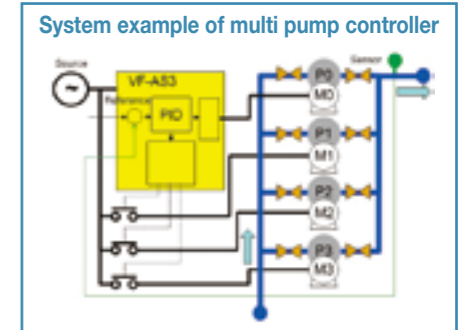 System example of multi pump controller
Source
VF-AS3
Sensor
Reference
PID
P0
M0
P1
M1
P2
M2
P3
M3